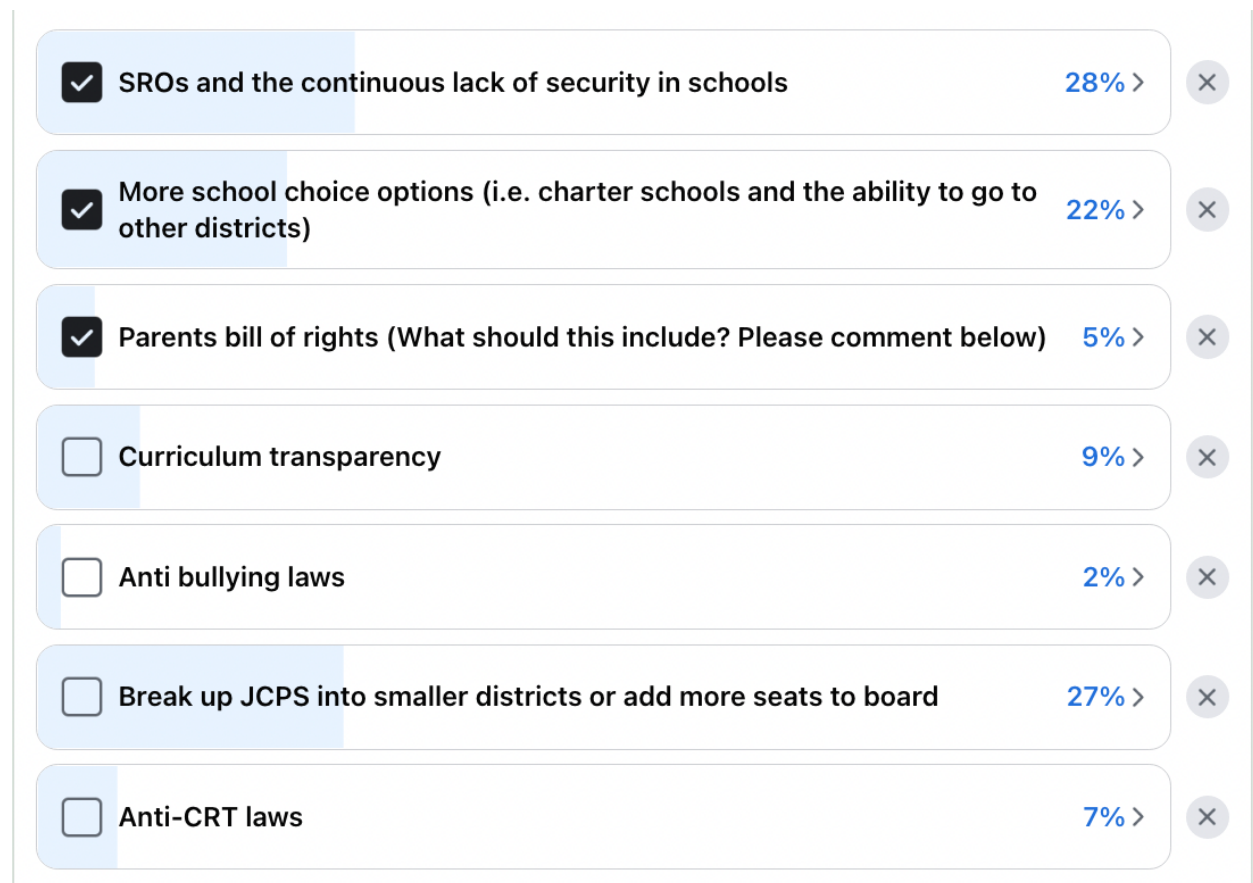 SROs and the continuous lack of security in schools 28%
More school choice options (i.e. charter schools and the ability to go to
other districts) 22%
Parents bill of rights (What should this include? Please comment below) 5%
Curriculum transparency 9%
Anti bullying laws 2%
Break up JCPS into smaller districts or add more seats to board 27%
Anti-CRT laws 7%